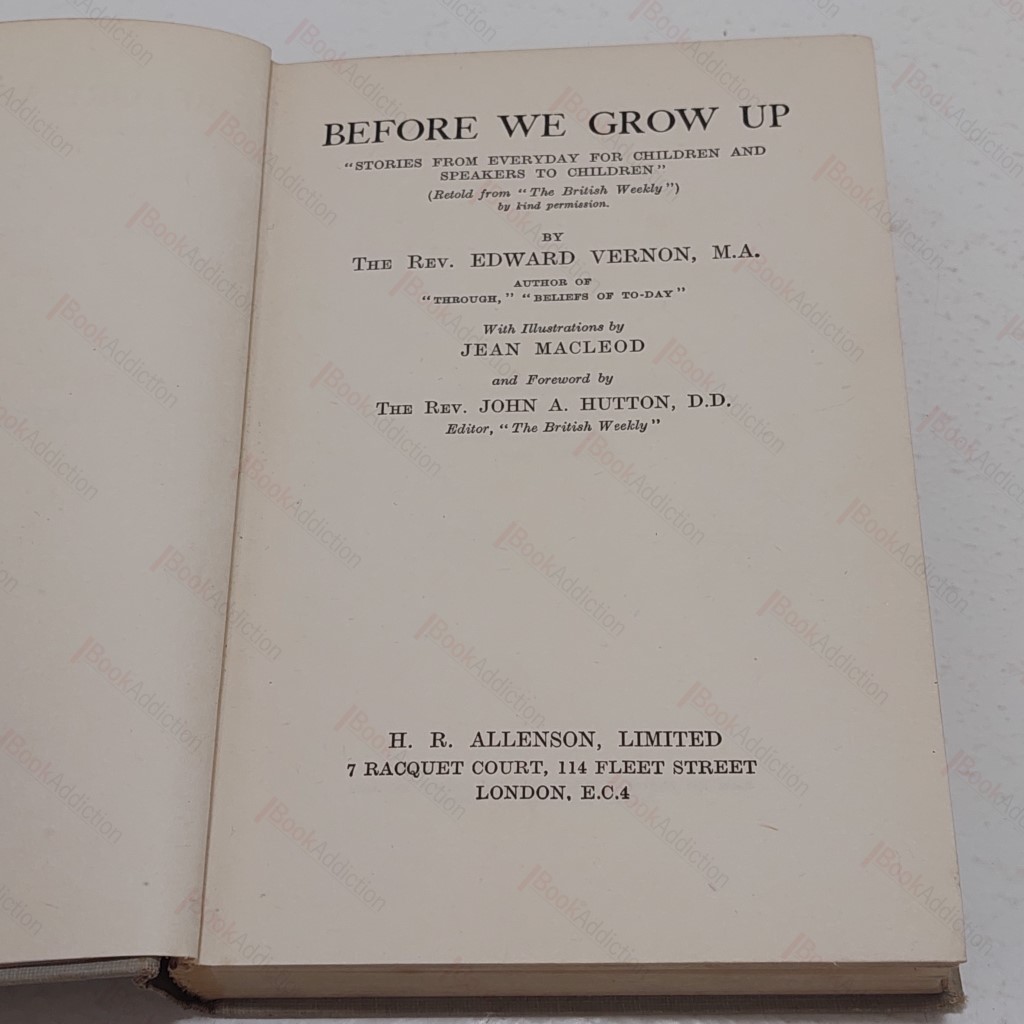 BEFORE WE GROW UP
"STORIES FROM EVERYDAY FOR CHILDREN AND
SPEAKERS TO CHILDREN"
(Retold from "The British Weekly")
by kind permission.
BY
THE REV. EDWARD VERNON, M.A.
AUTHOR OF
"THROUGH," "BELIEFS OF TO-DAY"
With Illustrations by
JEAN MACLEOD
and Foreword by
THE REV. JOHN A. HUTTON, D.D.
Editor, "The British Weekly"
H. R. ALLENSON, LIMITED
7 RACQUET COURT, 114 FLEET STREET
LONDON, E.C.4
BookAddiction